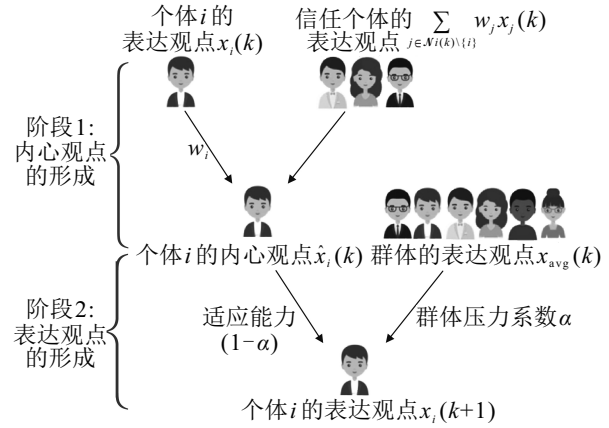 个体i的
表达观点x_i(k)
信任个体的
表达观点 ∑_{j∈𝒩i(k)\{i}} w_j x_j(k)
阶段1:
内心观点
的形成
w_i
个体i的内心观点x̂_i(k)
群体的表达观点x_avg(k)
阶段2:
表达观点
的形成
适应能力
(1−α)
群体压力系数α
个体i的表达观点x_i(k+1)